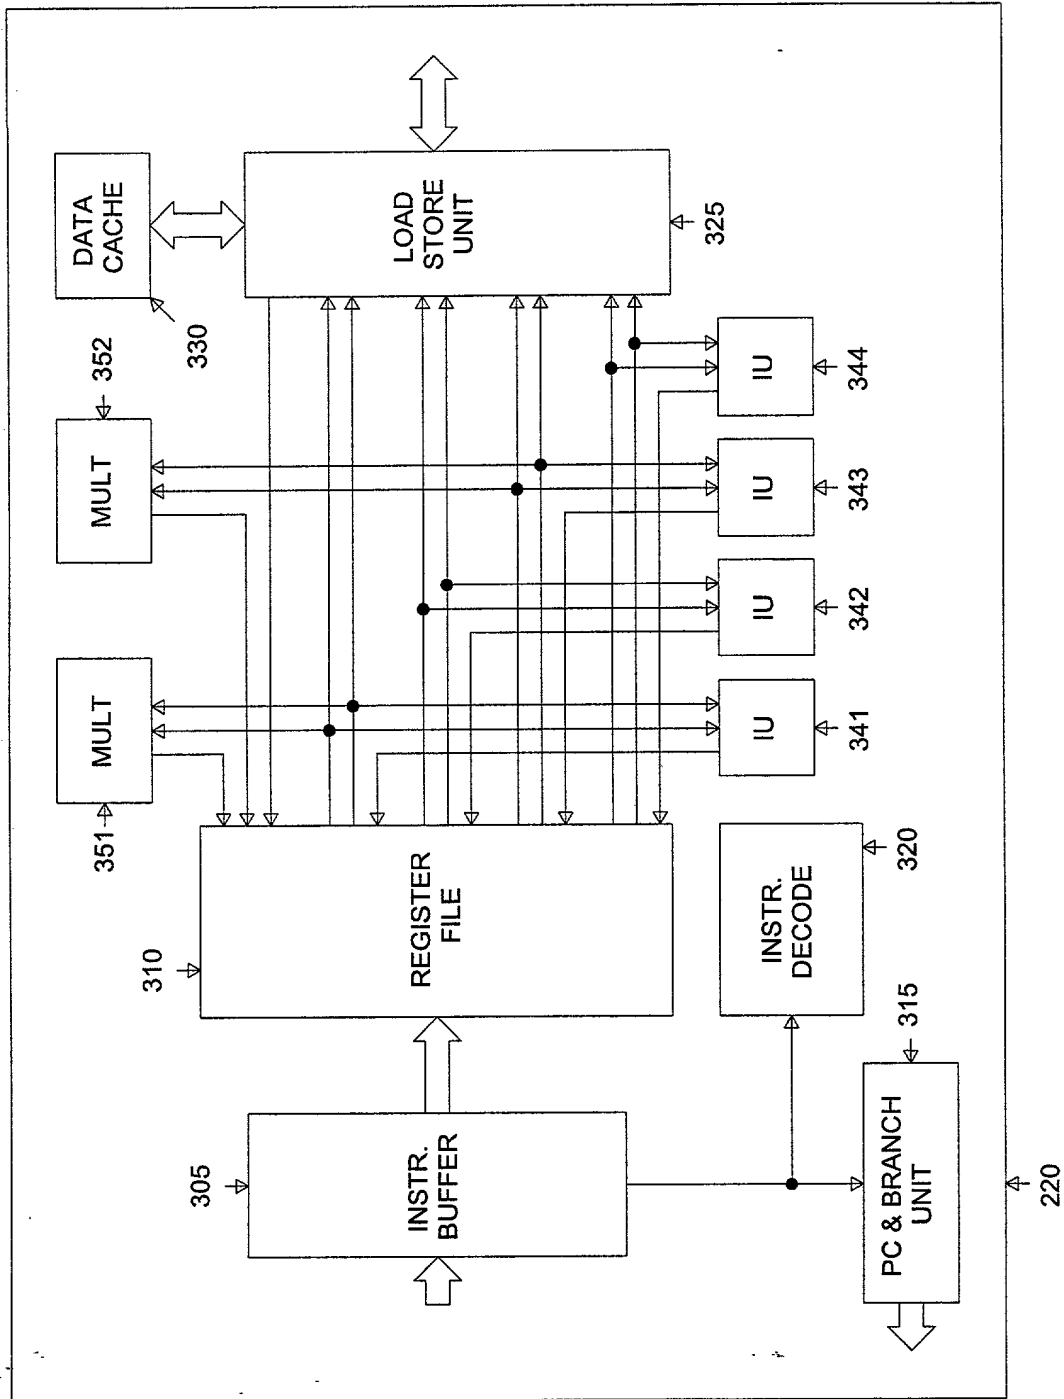 DATA
CACHE
330
352
MULT
351
MULT
LOAD
STORE
UNIT
325
310
REGISTER
FILE
305
INSTR.
BUFFER
IU
341
IU
342
IU
343
IU
344
INSTR.
DECODE
320
315
PC & BRANCH
UNIT
220